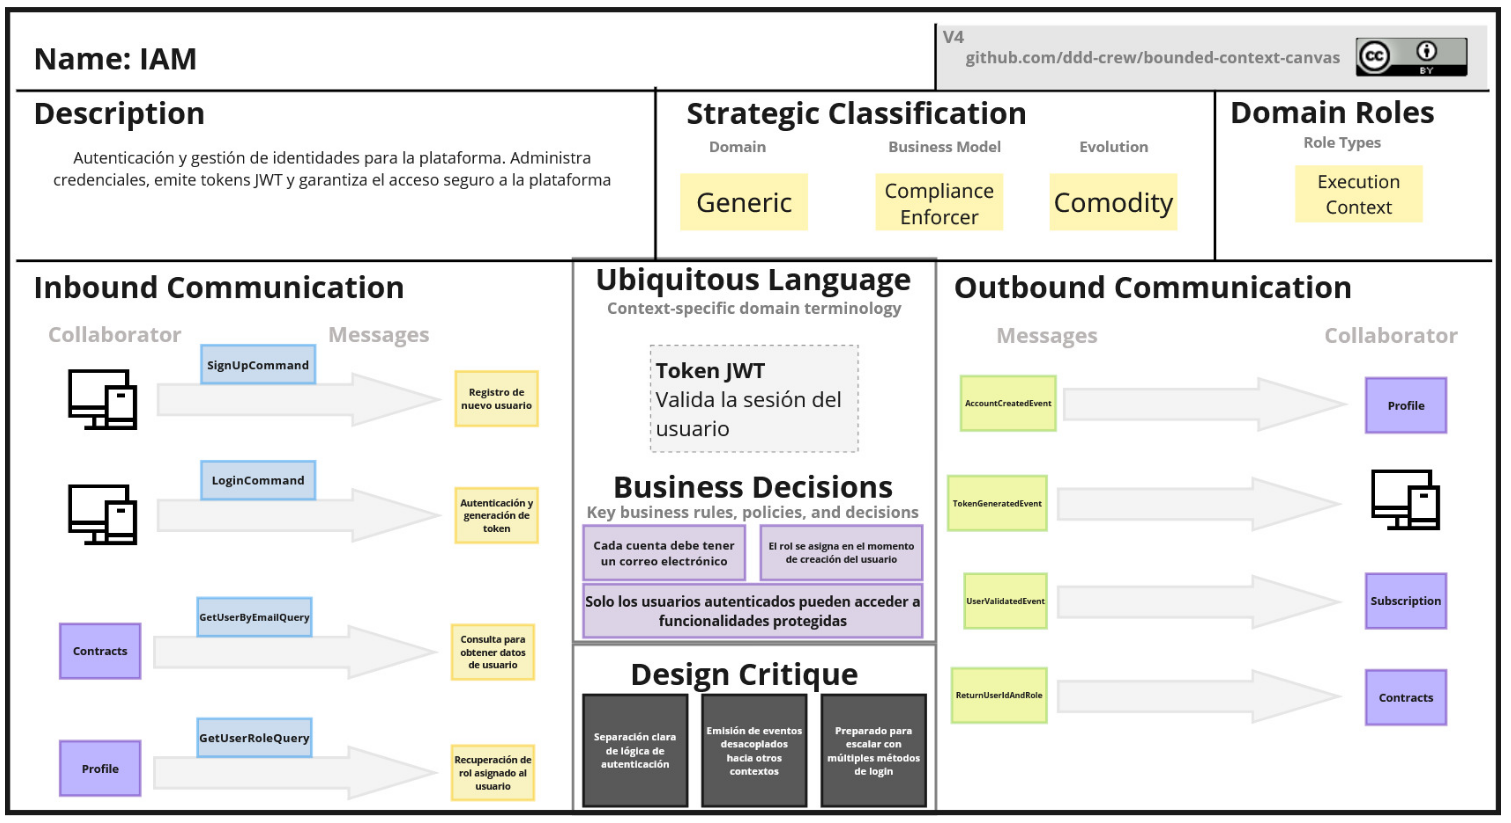 Name: IAM
V4
github.com/ddd-crew/bounded-context-canvas
cc
BY
Description
Autenticación y gestión de identidades para la plataforma. Administra
credenciales, emite tokens JWT y garantiza el acceso seguro a la plataforma
Strategic Classification
Domain
Business Model
Evolution
Generic
Compliance
Enforcer
Comodity
Domain Roles
Role Types
Execution
Context
Inbound Communication
Collaborator
Messages
SignUpCommand
Registro de
nuevo usuario
LoginCommand
Autenticación y
generación de
token
Contracts
GetUserByEmailQuery
Consulta para
obtener datos
de usuario
Profile
GetUserRoleQuery
Recuperación de
rol asignado al
usuario
Ubiquitous Language
Context-specific domain terminology
Token JWT
Valida la sesión del
usuario
Business Decisions
Key business rules, policies, and decisions
Cada cuenta debe tener
un correo electrónico
El rol se asigna en el momento
de creación del usuario
Solo los usuarios autenticados pueden acceder a
funcionalidades protegidas
Design Critique
Separación clara
de lógica de
autenticación
Emisión de eventos
desacoplados
hacia otros
contextos
Preparado para
escalar con
múltiples métodos
de login
Outbound Communication
Messages
Collaborator
AccountCreatedEvent
Profile
TokenGeneratedEvent
UserValidatedEvent
Subscription
ReturnUserIdAndRole
Contracts